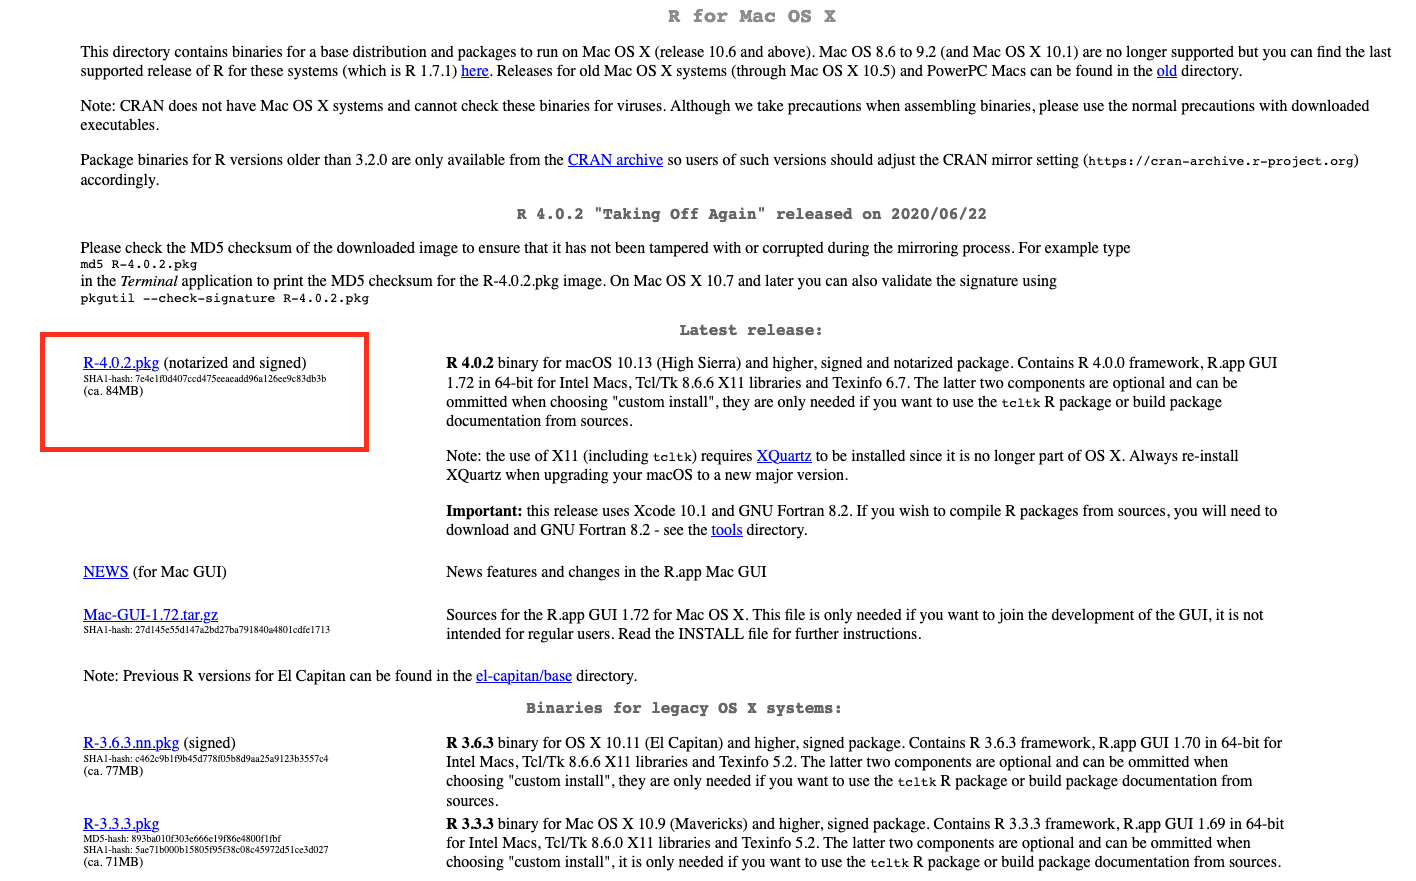 R for Mac OS X
This directory contains binaries for a base distribution and packages to run on Mac OS X (release 10.6 and above). Mac OS 8.6 to 9.2 (and Mac OS X 10.1) are no longer supported but you can find the last
supported release of R for these systems (which is R 1.7.1) here. Releases for old Mac OS X systems (through Mac OS X 10.5) and PowerPC Macs can be found in the old directory.
Note: CRAN does not have Mac OS X systems and cannot check these binaries for viruses. Although we take precautions when assembling binaries, please use the normal precautions with downloaded
executables.
Package binaries for R versions older than 3.2.0 are only available from the CRAN archive so users of such versions should adjust the CRAN mirror setting (https://cran-archive.r-project.org)
accordingly.
R 4.0.2 "Taking Off Again" released on 2020/06/22
Please check the MD5 checksum of the downloaded image to ensure that it has not been tampered with or corrupted during the mirroring process. For example type
md5 R-4.0.2.pkg
in the Terminal application to print the MD5 checksum for the R-4.0.2.pkg image. On Mac OS X 10.7 and later you can also validate the signature using
pkgutil --check-signature R-4.0.2.pkg
Latest release:
R-4.0.2.pkg (notarized and signed)
SHA1-hash: 7e4e1f0d407ccd475eeaeadd96a126ee9c83db3b
(ca. 84MB)
R 4.0.2 binary for macOS 10.13 (High Sierra) and higher, signed and notarized package. Contains R 4.0.0 framework, R.app GUI
1.72 in 64-bit for Intel Macs, Tcl/Tk 8.6.6 X11 libraries and Texinfo 6.7. The latter two components are optional and can be
ommitted when choosing "custom install", they are only needed if you want to use the tcltk R package or build package
documentation from sources.
Note: the use of X11 (including tcltk) requires XQuartz to be installed since it is no longer part of OS X. Always re-install
XQuartz when upgrading your macOS to a new major version.
Important: this release uses Xcode 10.1 and GNU Fortran 8.2. If you wish to compile R packages from sources, you will need to
download and GNU Fortran 8.2 - see the tools directory.
NEWS (for Mac GUI)
News features and changes in the R.app Mac GUI
Mac-GUI-1.72.tar.gz
SHA1-hash: 27d145e55d147a2bd27ba791840a4801cdfe1713
Sources for the R.app GUI 1.72 for Mac OS X. This file is only needed if you want to join the development of the GUI, it is not
intended for regular users. Read the INSTALL file for further instructions.
Note: Previous R versions for El Capitan can be found in the el-capitan/base directory.
Binaries for legacy OS X systems:
R-3.6.3.nn.pkg (signed)
SHA1-hash: c462c9b1f9b45d778f05b8d9aa25a9123b3557c4
(ca. 77MB)
R 3.6.3 binary for OS X 10.11 (El Capitan) and higher, signed package. Contains R 3.6.3 framework, R.app GUI 1.70 in 64-bit for
Intel Macs, Tcl/Tk 8.6.6 X11 libraries and Texinfo 5.2. The latter two components are optional and can be ommitted when
choosing "custom install", they are only needed if you want to use the tcltk R package or build package documentation from
sources.
R-3.3.3.pkg
MD5-hash: 893ba010f303e666e19f86e4800f1fbf
SHA1-hash: 5ae71b000b15805f95f38c08c45972d51ce3d027
(ca. 71MB)
R 3.3.3 binary for Mac OS X 10.9 (Mavericks) and higher, signed package. Contains R 3.3.3 framework, R.app GUI 1.69 in 64-bit
for Intel Macs, Tcl/Tk 8.6.0 X11 libraries and Texinfo 5.2. The latter two components are optional and can be ommitted when
choosing "custom install", it is only needed if you want to use the tcltk R package or build package documentation from sources.